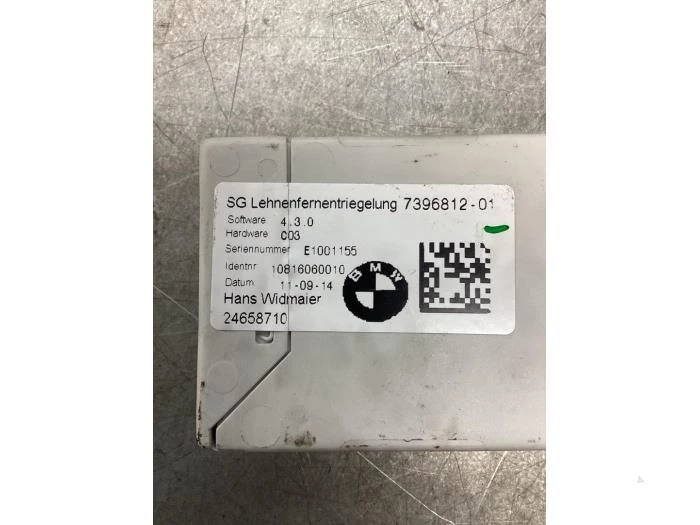 SG Lehnenfernentriegelung 7396812-01
Software 4.3.0
Hardware C03
Seriennummer E1001155
Identnr 10816060010
Datum 11-09-14
BMW
Hans Widmaier
24658710